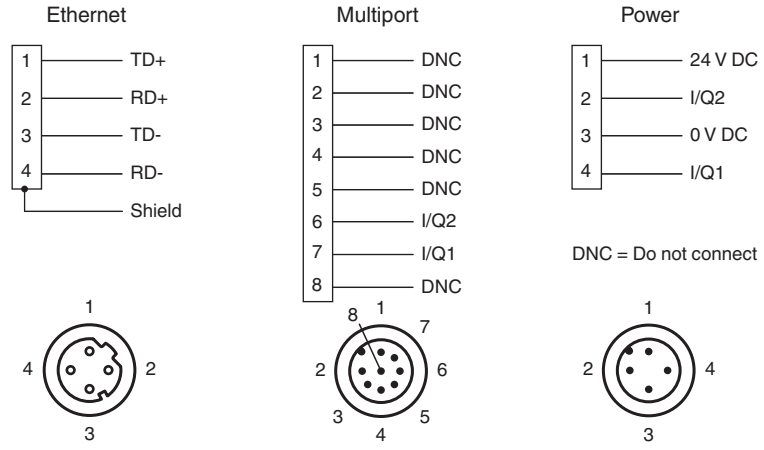 Ethernet
1 TD+
2 RD+
3 TD-
4 RD-
Shield
1
4 2
3
Multiport
1 DNC
2 DNC
3 DNC
4 DNC
5 DNC
6 I/Q2
7 I/Q1
8 DNC
8 1 7
2 6
3 5
4
Power
1 24 V DC
2 I/Q2
3 0 V DC
4 I/Q1
DNC = Do not connect
1
2 4
3